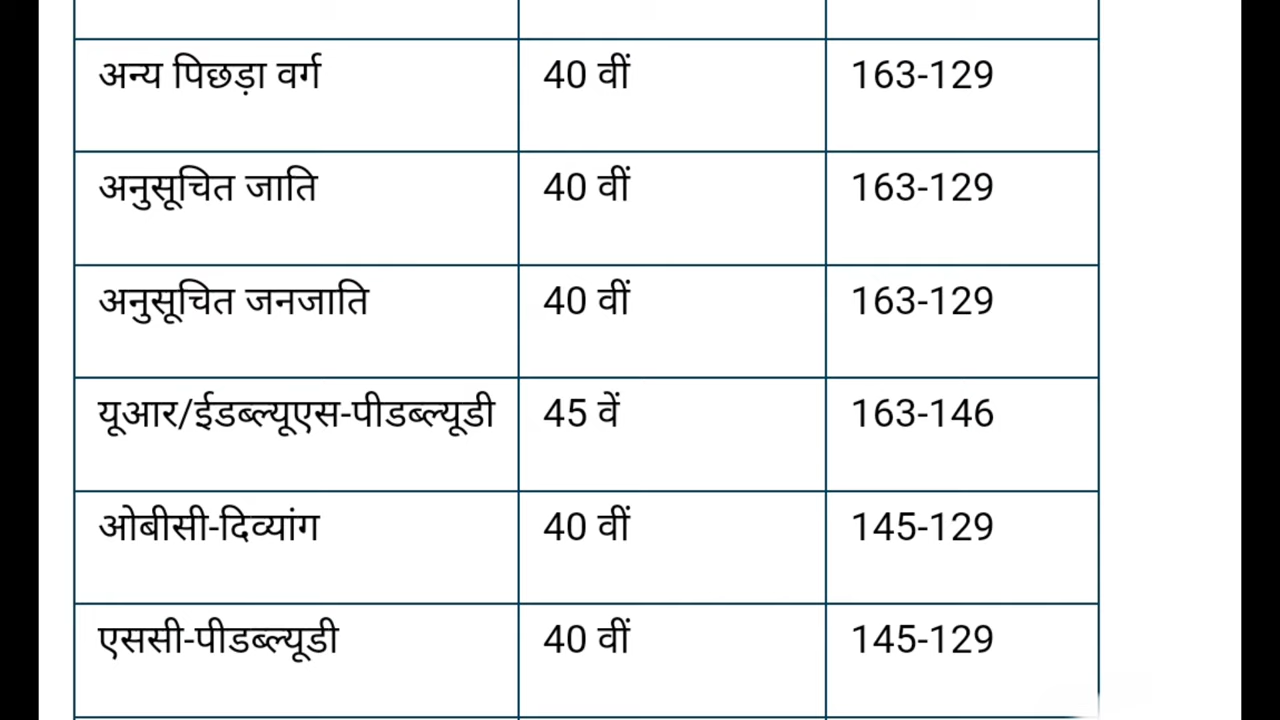 अन्य पिछड़ा वर्ग 40 वीं 163-129
अनुसूचित जाति 40 वीं 163-129
अनुसूचित जनजाति 40 वीं 163-129
यूआर/ईडब्ल्यूएस-पीडब्ल्यूडी 45 वें 163-146
ओबीसी-दिव्यांग 40 वीं 145-129
एससी-पीडब्ल्यूडी 40 वीं 145-129